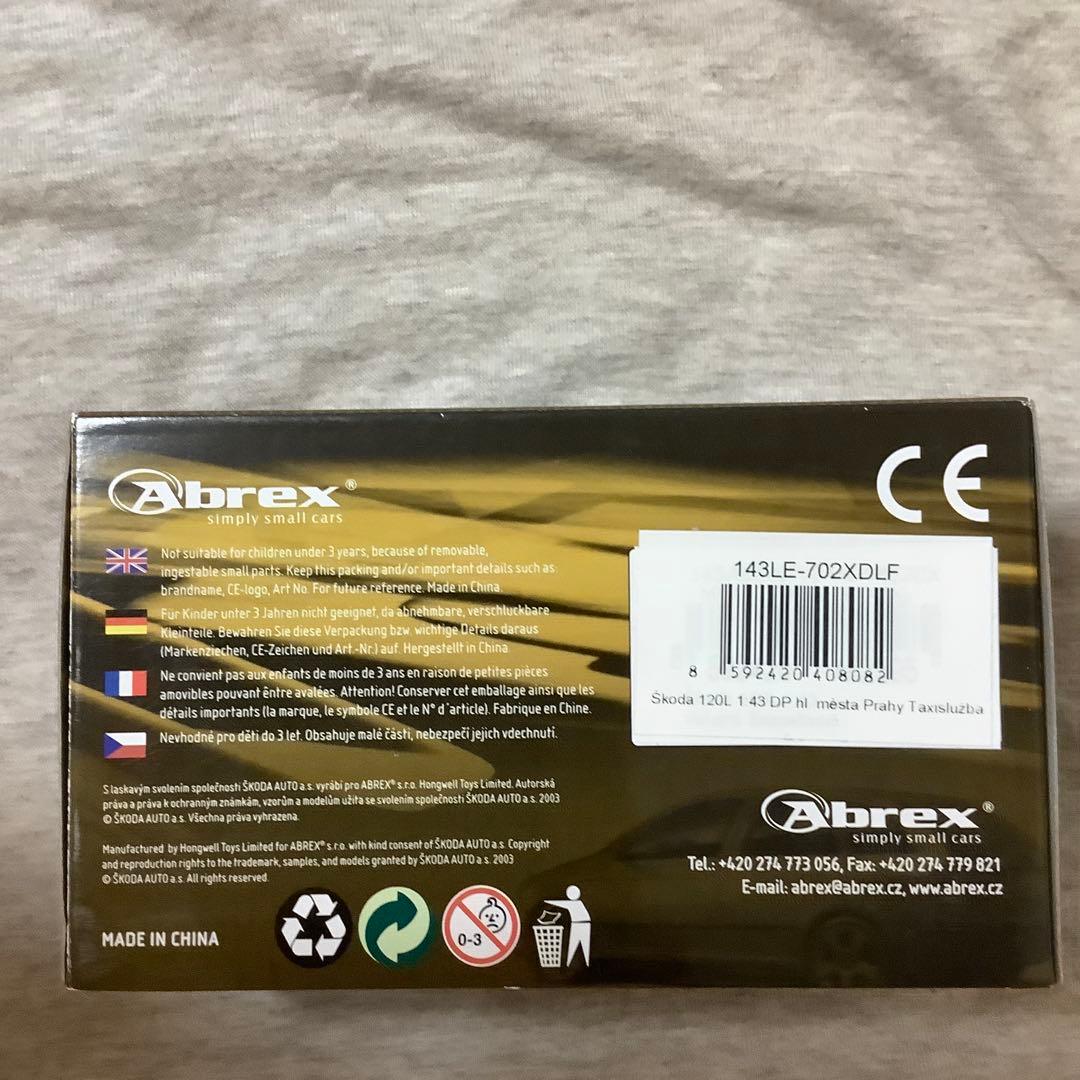 Abrex®
simply small cars
CE
Not suitable for children under 3 years, because of removable,
ingestable small parts. Keep this packing and/or important details such as
brandname, CE-logo, Art No. For future reference. Made in China.
Für Kinder unter 3 Jahren nicht geeignet, da abnehmbare, verschluckbare
Kleinteile. Bewahren Sie diese Verpackung bzw. wichtige Details daraus
(Markenziechen, CE-Zeichen und Art-Nr.) auf. Hergestellt in China
Ne convient pas aux enfants de moins de 3 ans en raison de petites pièces
amovibles pouvant êntre avalées. Attention! Conserver cet emballage ainsi que les
détails importants (la marque, le symbole CE et le N° d'article). Fabrique en Chine.
Nevhodné pro děti do 3 let. Obsahuje malé části, nebezpečí jejich vdechnutí.
143LE-702XDLF
8 592420 408082
Škoda 120L 1:43 DP hl. města Prahy Taxislužba
S laskavým svolením společnosti ŠKODA AUTO a.s. vyrábí pro ABREX® s.r.o. Hongwell Toys Limited. Autorská
práva a práva k ochranným známkám, vzorům a modelům užita se svolením společnosti ŠKODA AUTO a.s. 2003
© ŠKODA AUTO a.s. Všechna práva vyhrazena.
Manufactured by Hongwell Toys Limited for ABREX® s.r.o. with kind consent of ŠKODA AUTO a.s. Copyright
and reproduction rights to the trademark, samples, and models granted by ŠKODA AUTO a.s. 2003
© ŠKODA AUTO a.s. All rights reserved.
Abrex®
simply small cars
Tel.: +420 274 773 056, Fax: +420 274 779 821
E-mail: abrex@abrex.cz, www.abrex.cz
MADE IN CHINA
0-3